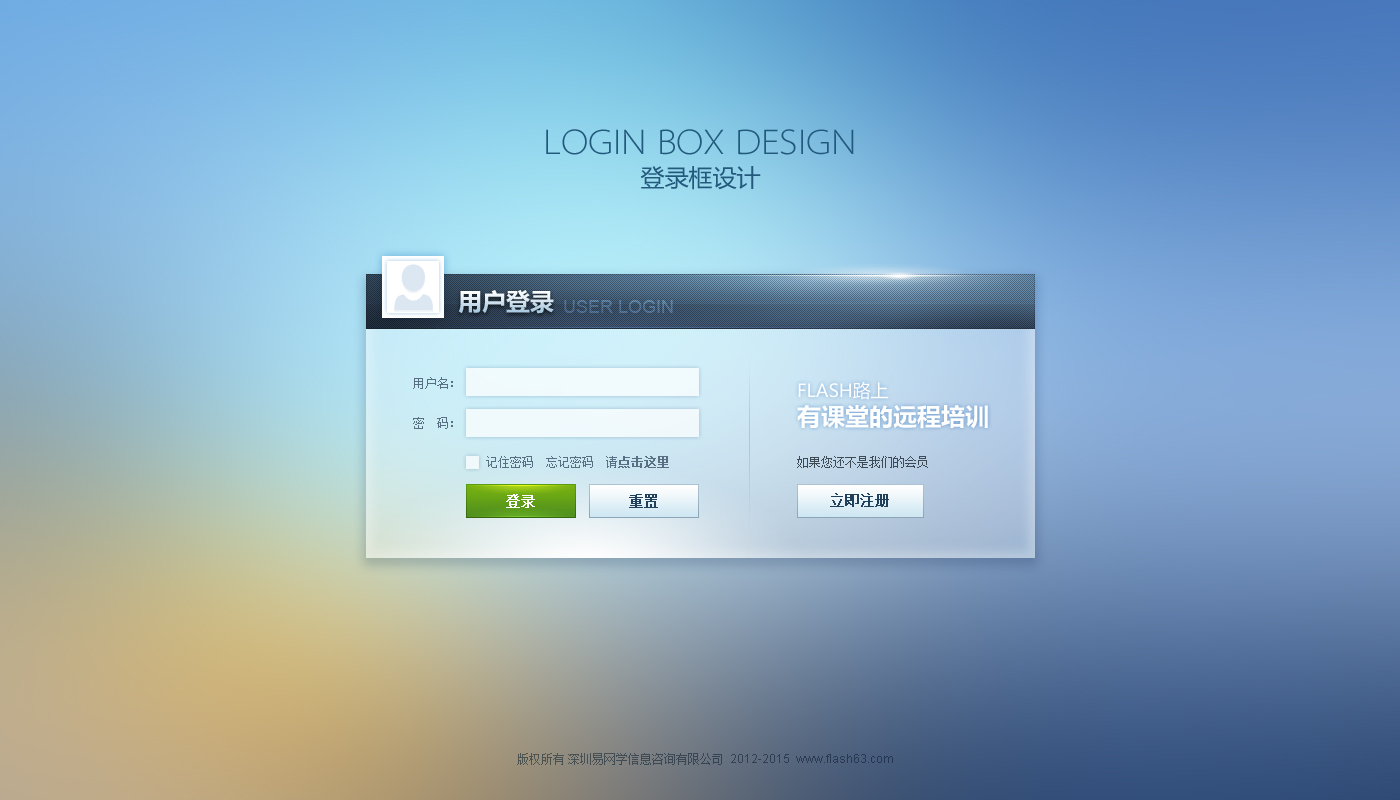 LOGIN BOX DESIGN
登录框设计
用户登录 USER LOGIN
用户名：
密 码：
记住密码 忘记密码 请点击这里
登录 重置
FLASH路上
有课堂的远程培训
如果您还不是我们的会员
立即注册
版权所有 深圳易网学信息咨询有限公司 2012-2015 www.flash63.com